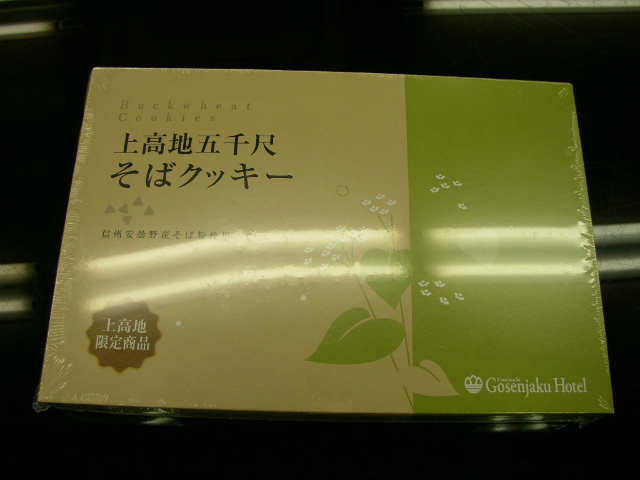 Buckwheat
Cookies
上高地五千尺
そばクッキー
信州安曇野産そば粉使用
上高地
限定商品
Gosenjaku Hotel